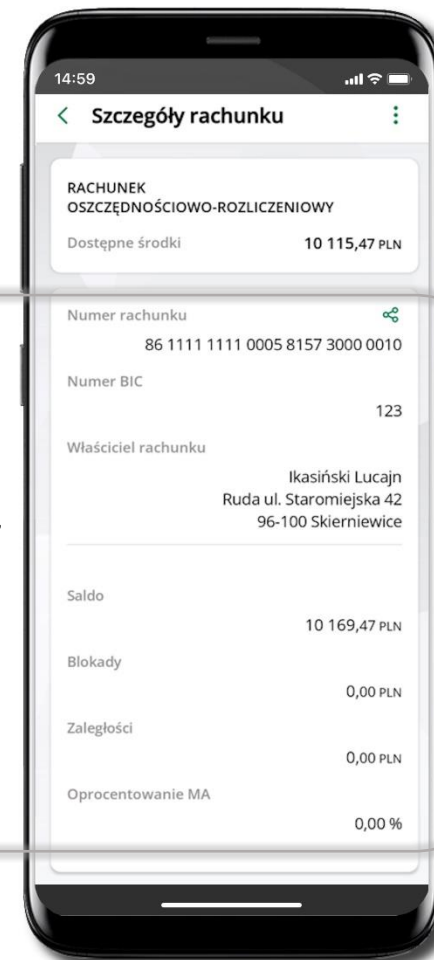 14:59
Szczegóły rachunku
RACHUNEK
OSZCZĘDNOŚCIOWO-ROZLICZENIOWY
Dostępne środki 10 115,47 PLN
Numer rachunku
86 1111 1111 0005 8157 3000 0010
Numer BIC
123
Właściciel rachunku
Ikasiński Lucajn
Ruda ul. Staromiejska 42
96-100 Skierniewice
Saldo
10 169,47 PLN
Blokady
0,00 PLN
Zaległości
0,00 PLN
Oprocentowanie MA
0,00 %